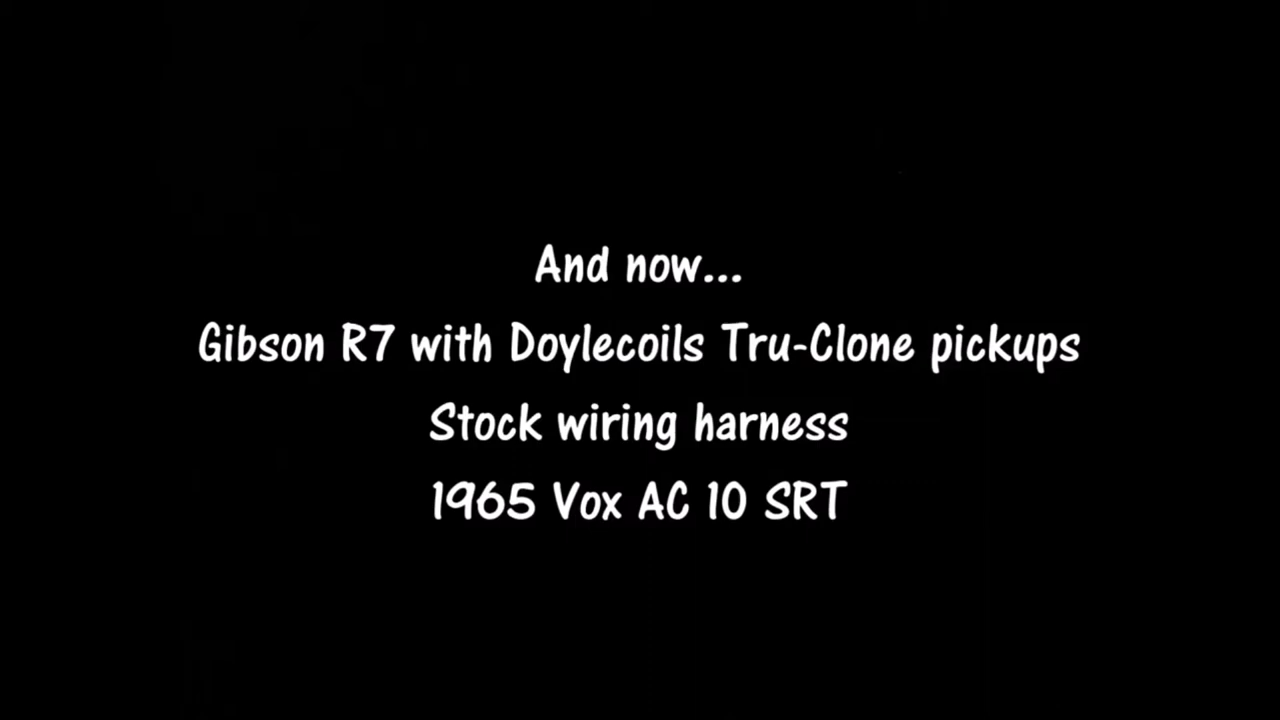 And now...
Gibson R7 with Doylecoils Tru-Clone pickups
Stock wiring harness
1965 Vox AC 10 SRT